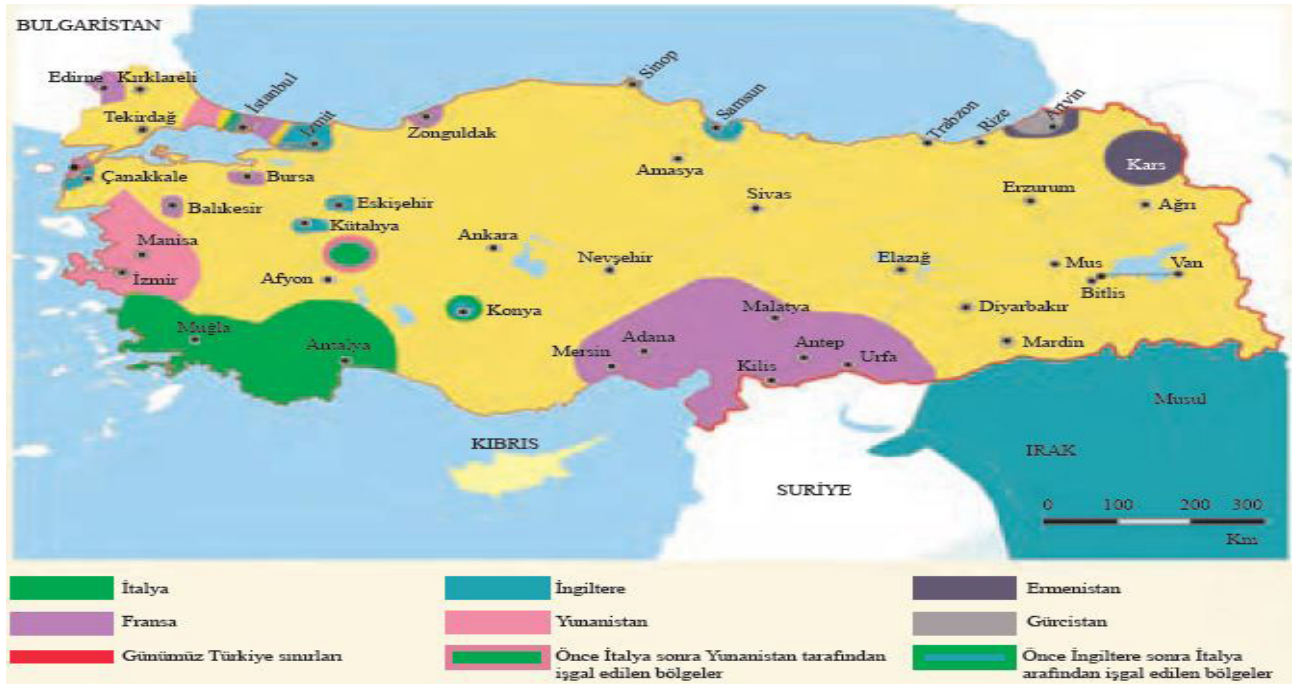 BULGARİSTAN
Edirne
Kırklareli
İstanbul
Tekirdağ
İzmit
Zonguldak
Sinop
Samsun
Trabzon
Rize
Artvin
Kars
Çanakkale
Bursa
Amasya
Sivas
Erzurum
Ağrı
Balıkesir
Eskişehir
Kütahya
Ankara
Nevşehir
Elazığ
Mus
Van
Bitlis
Manisa
İzmir
Afyon
Konya
Malatya
Diyarbakır
Muğla
Antalya
Mersin
Adana
Antep
Urfa
Kilis
Mardin
Musul
KIBRIS
IRAK
SURİYE
0 100 200 300
Km
İtalya
İngiltere
Ermenistan
Fransa
Yunanistan
Gürcistan
Günümüz Türkiye sınırları
Önce İtalya sonra Yunanistan tarafından
işgal edilen bölgeler
Önce İngiltere sonra İtalya
arafından işgal edilen bölgeler